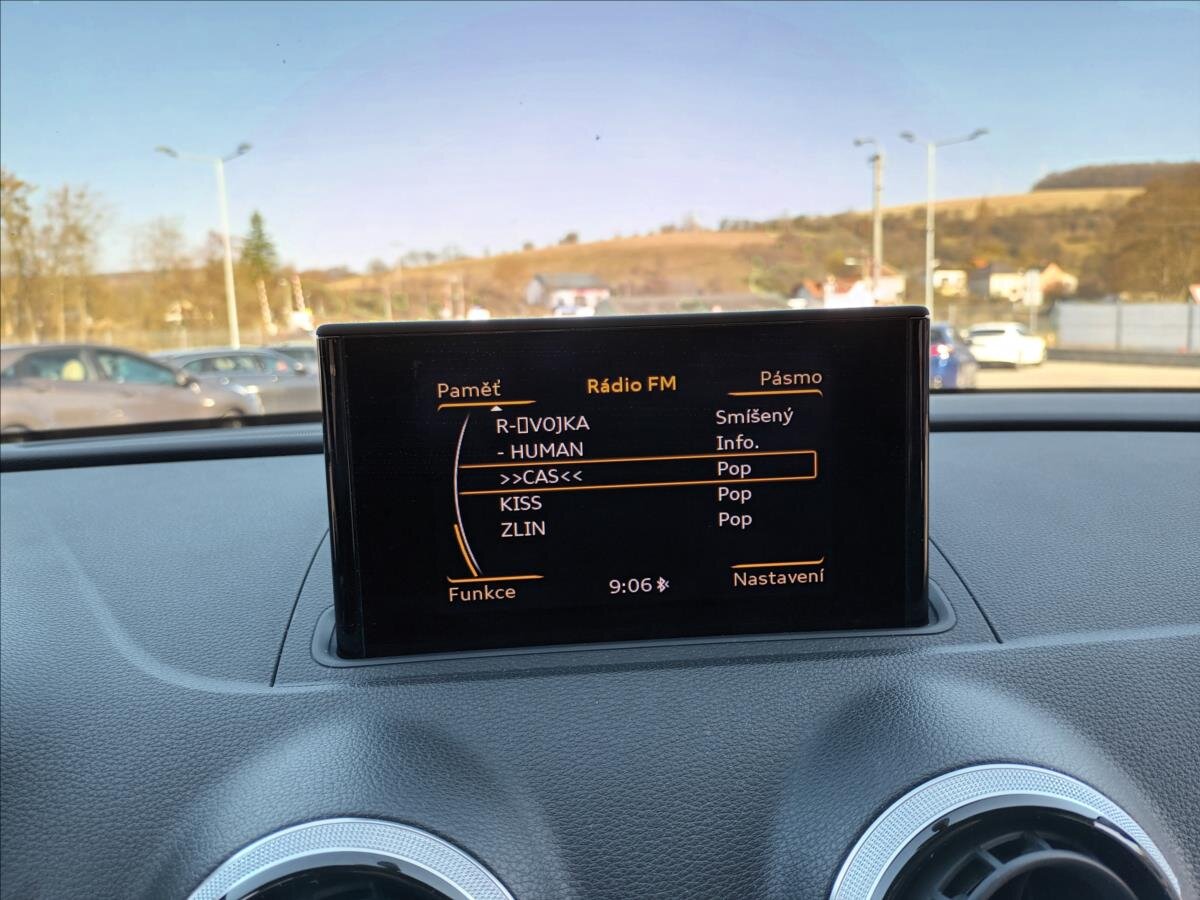 Paměť Rádio FM Pásmo
R-▯VOJKA Smíšený
- HUMAN Info.
>>CAS<< Pop
KISS Pop
ZLIN Pop
Funkce 9:06 Nastavení